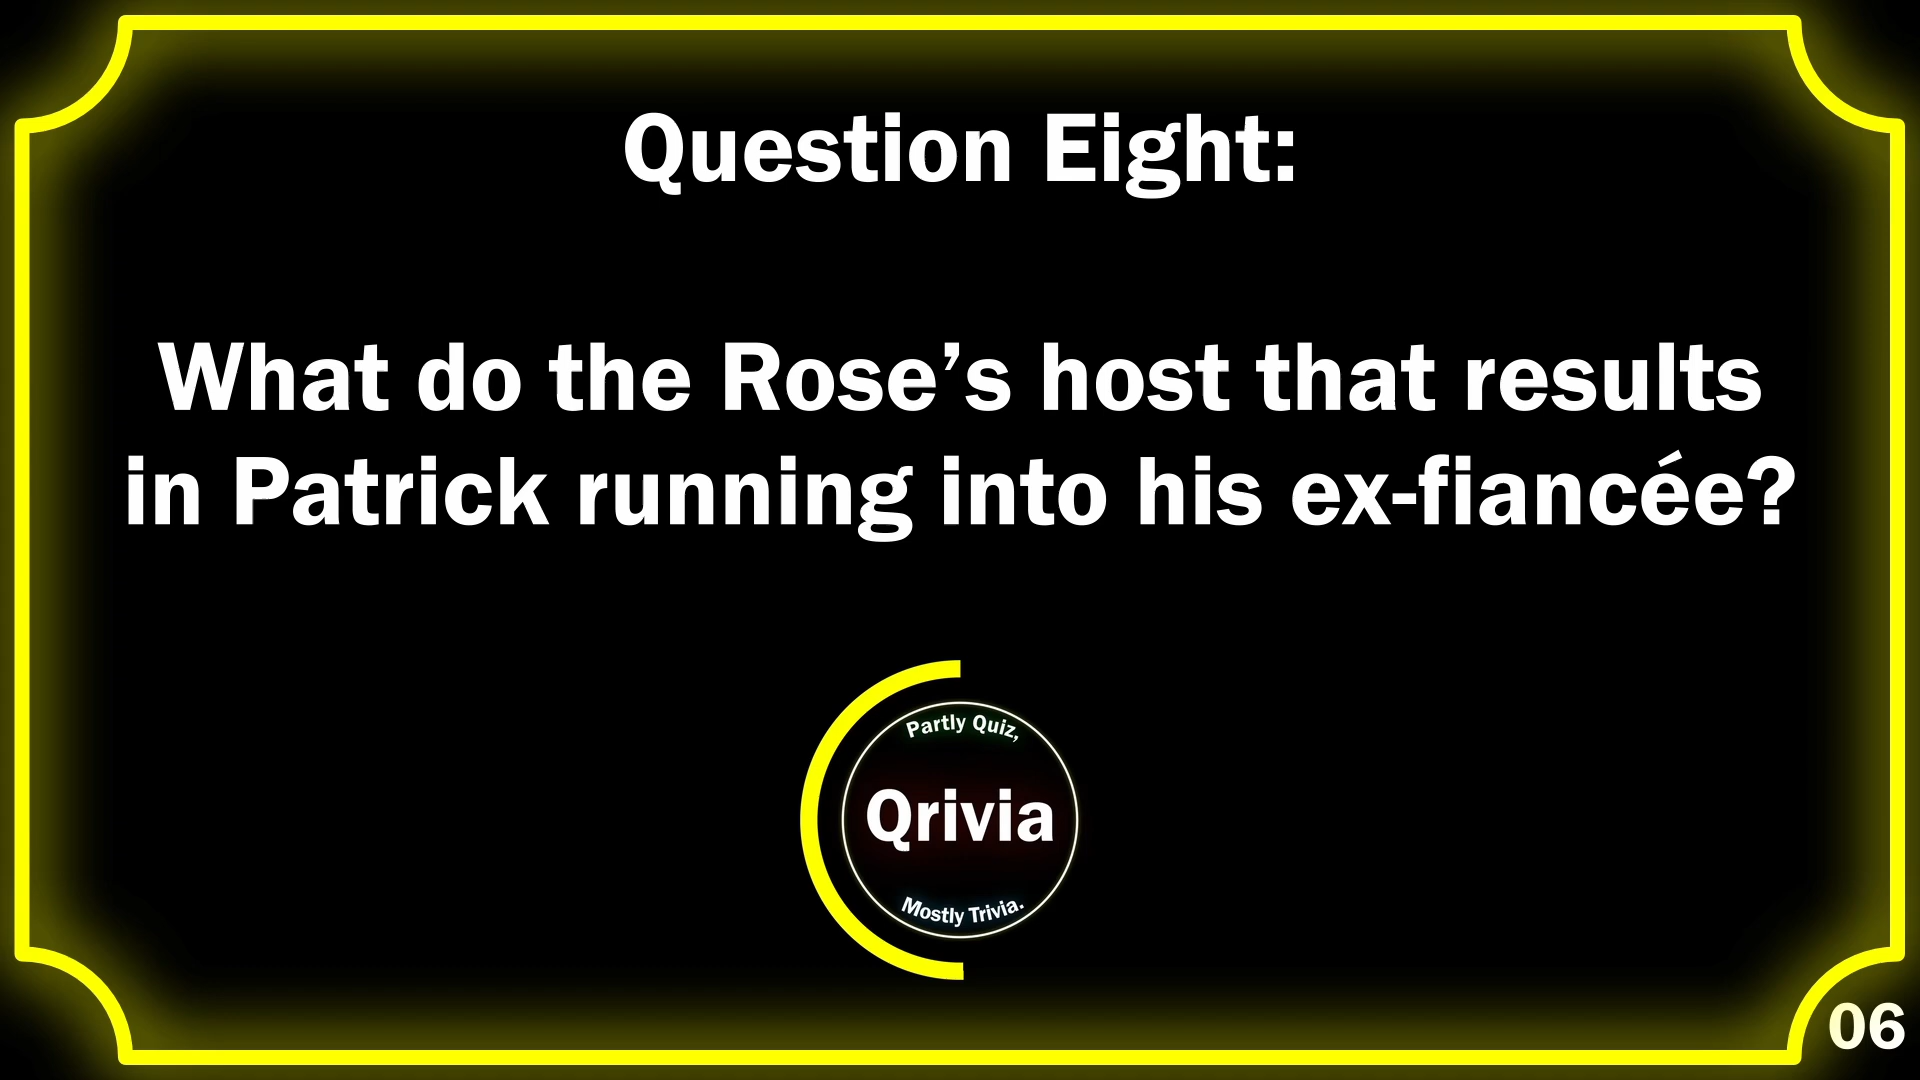 Question Eight:
What do the Rose’s host that results
in Patrick running into his ex-fiancée?
Partly Quiz,
Qrivia
Mostly Trivia.
06